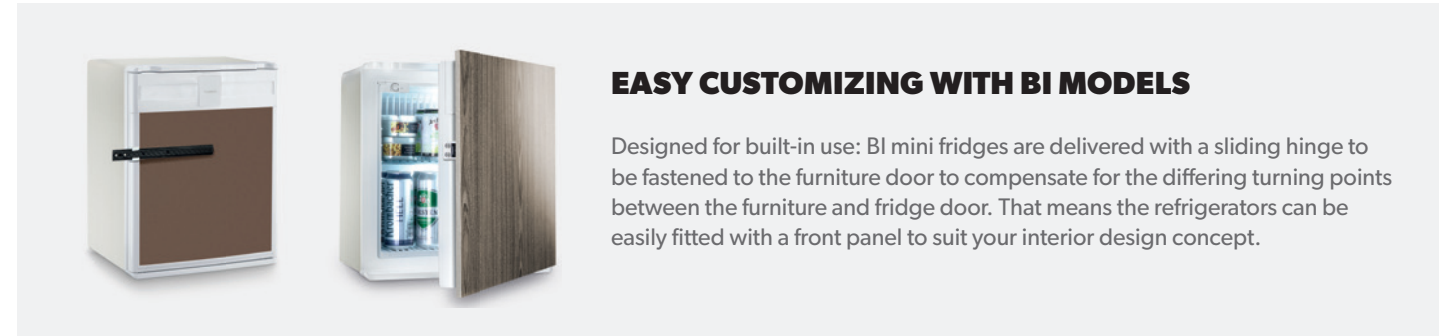 EASY CUSTOMIZING WITH BI MODELS
Designed for built-in use: BI mini fridges are delivered with a sliding hinge to
be fastened to the furniture door to compensate for the differing turning points
between the furniture and fridge door. That means the refrigerators can be
easily fitted with a front panel to suit your interior design concept.